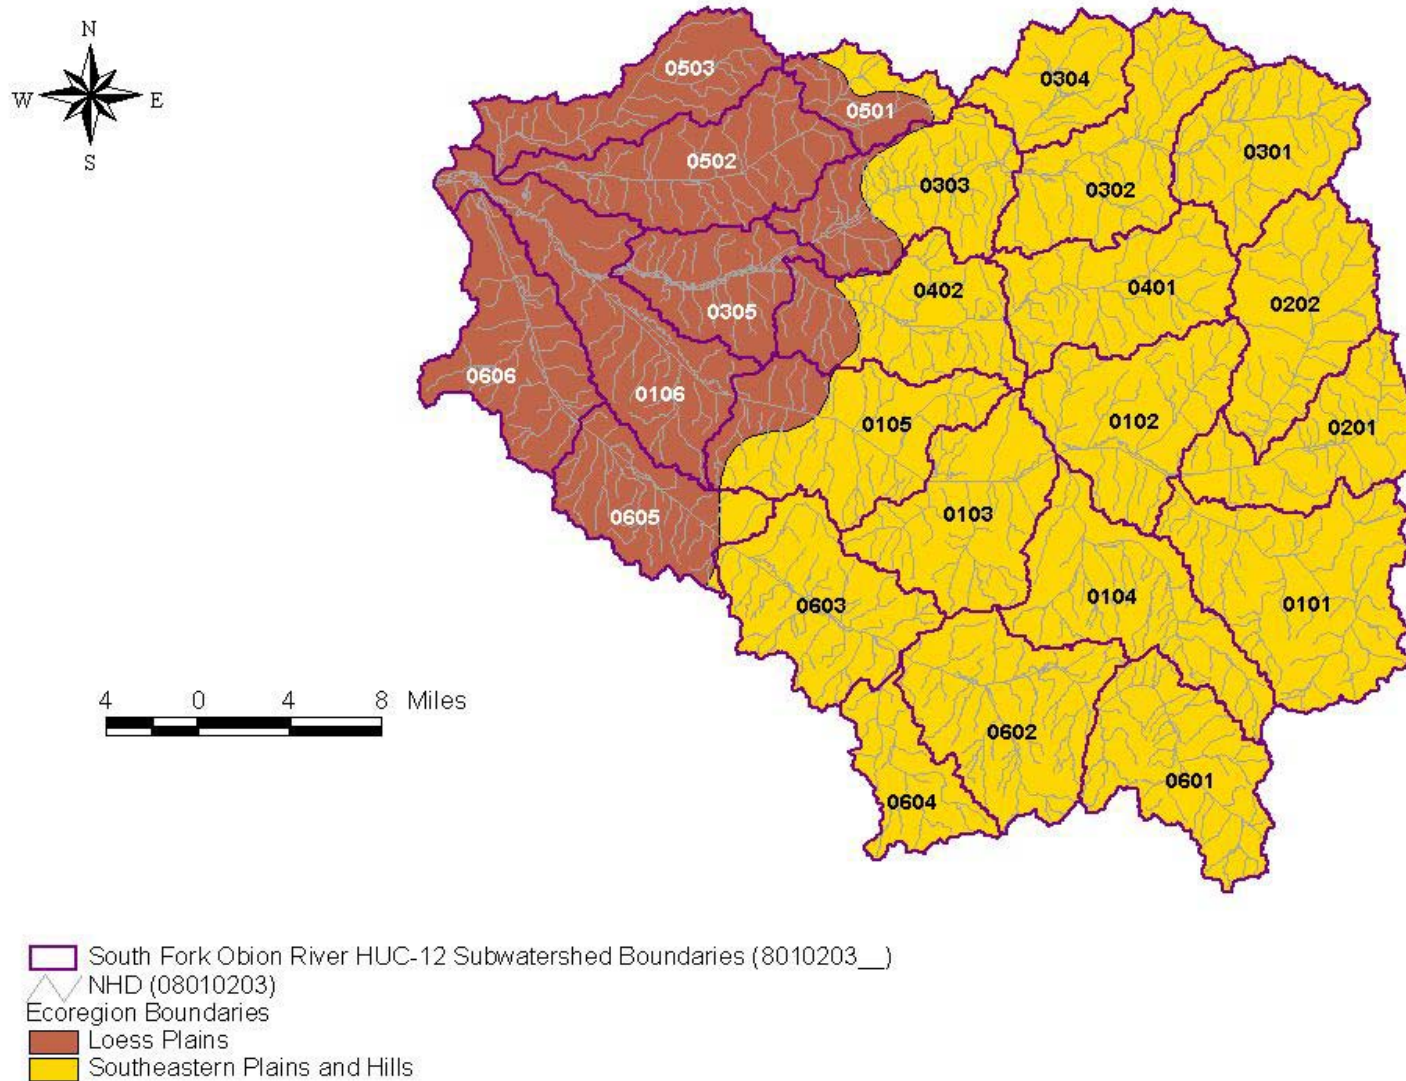 N
W E
S
0503
0304
0501
0301
0502
0303
0302
0402
0401
0202
0305
0606
0106
0105
0102
0201
0605
0103
0603
0104
0101
0602
0601
0604
4 0 4 8 Miles
South Fork Obion River HUC-12 Subwatershed Boundaries (8010203__)
NHD (08010203)
Ecoregion Boundaries
Loess Plains
Southeastern Plains and Hills